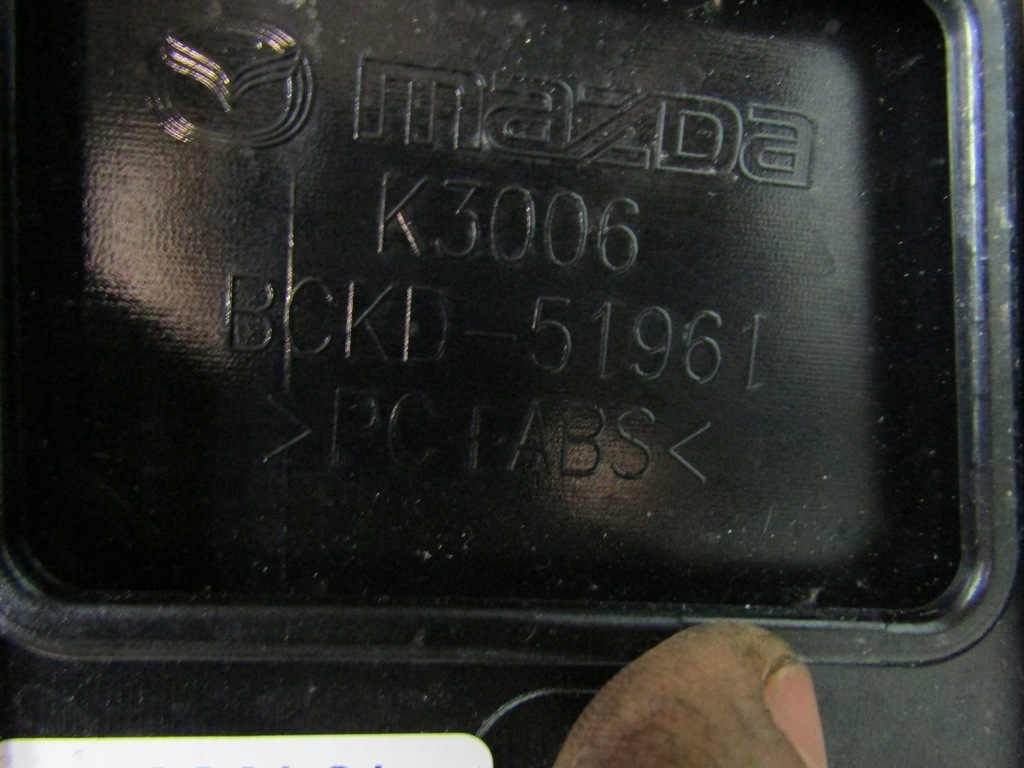 mazda
K3006
BCKD-51961
>PC+ABS<